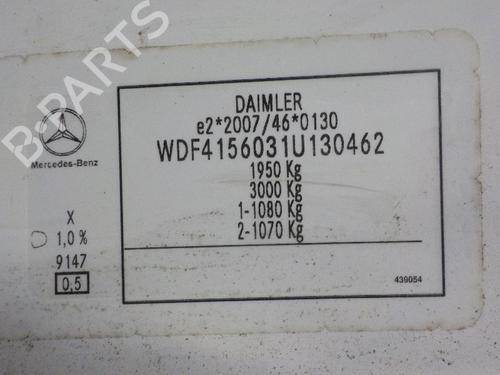 B-PARTS
Mercedes-Benz
X
1,0 %
9147
0,5
DAIMLER
e2*2007/46*0130
WDF4156031U130462
1950 Kg
3000 Kg
1-1080 Kg
2-1070 Kg
439054